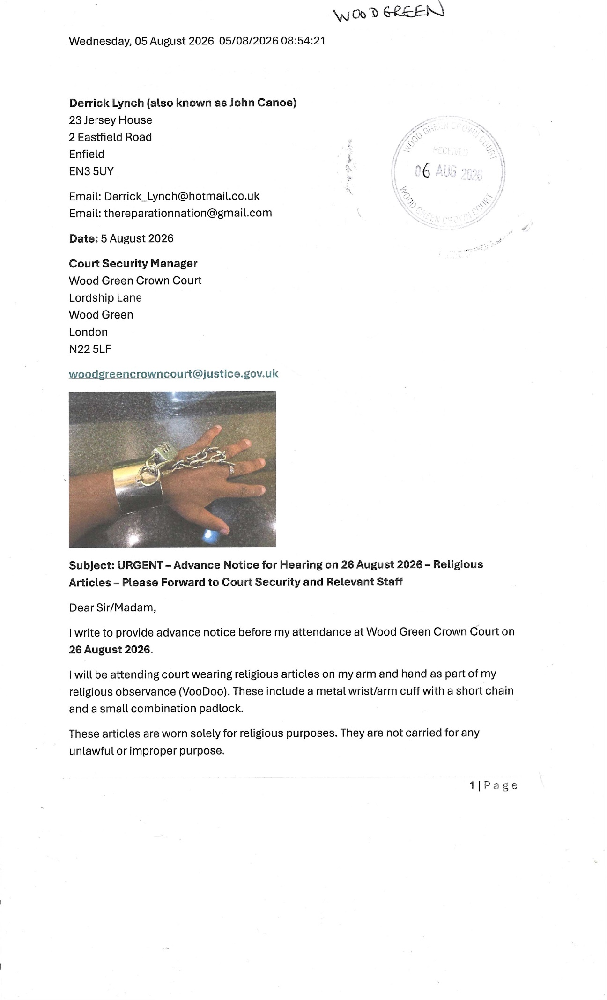 WOOD GREEN
Wednesday, 05 August 2026 05/08/2026 08:54:21
Derrick Lynch (also known as John Canoe)
23 Jersey House
2 Eastfield Road
Enfield
EN3 5UY
WOOD GREEN CROWN COURT
RECEIVED
06 AUG 2026
WOOD GREEN CROWN COURT
Email: Derrick_Lynch@hotmail.co.uk
Email: thereparationnation@gmail.com
Date: 5 August 2026
Court Security Manager
Wood Green Crown Court
Lordship Lane
Wood Green
London
N22 5LF
woodgreencrowncourt@justice.gov.uk
Subject: URGENT – Advance Notice for Hearing on 26 August 2026 – Religious
Articles – Please Forward to Court Security and Relevant Staff
Dear Sir/Madam,
I write to provide advance notice before my attendance at Wood Green Crown Court on
26 August 2026.
I will be attending court wearing religious articles on my arm and hand as part of my
religious observance (VooDoo). These include a metal wrist/arm cuff with a short chain
and a small combination padlock.
These articles are worn solely for religious purposes. They are not carried for any
unlawful or improper purpose.
1 | Page